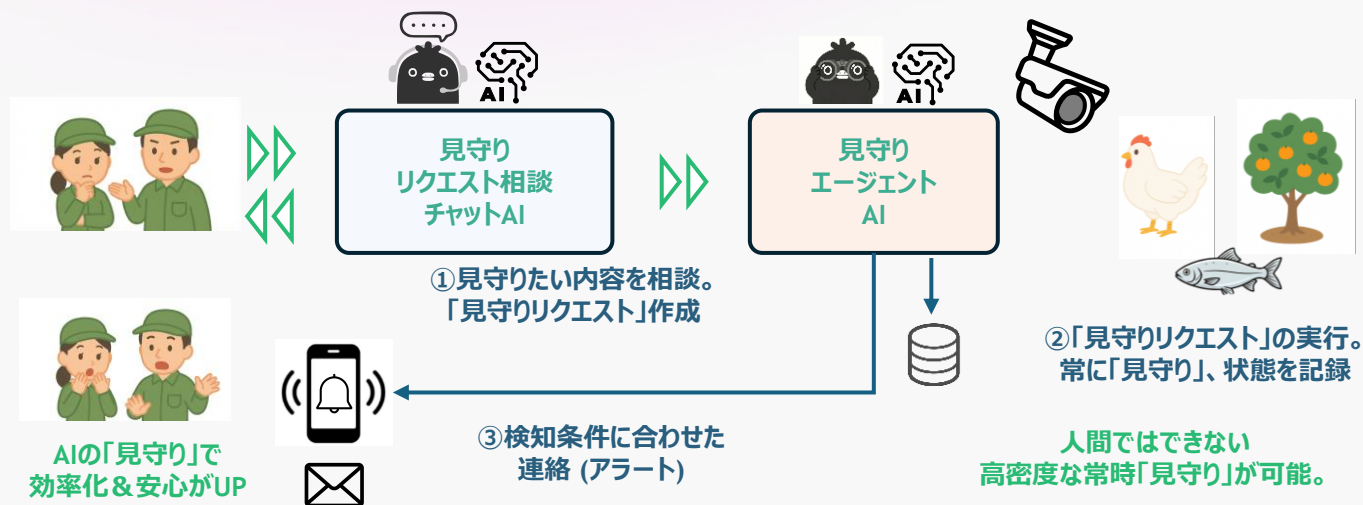 ････
AI
AI
見守り
リクエスト相談
チャットAI
見守り
エージェント
AI
①見守りたい内容を相談。
「見守りリクエスト」作成
②「見守りリクエスト」の実行。
常に「見守り」、状態を記録
③検知条件に合わせた
連絡 (アラート)
AIの「見守り」で
効率化＆安心がUP
人間ではできない
高密度な常時「見守り」が可能。